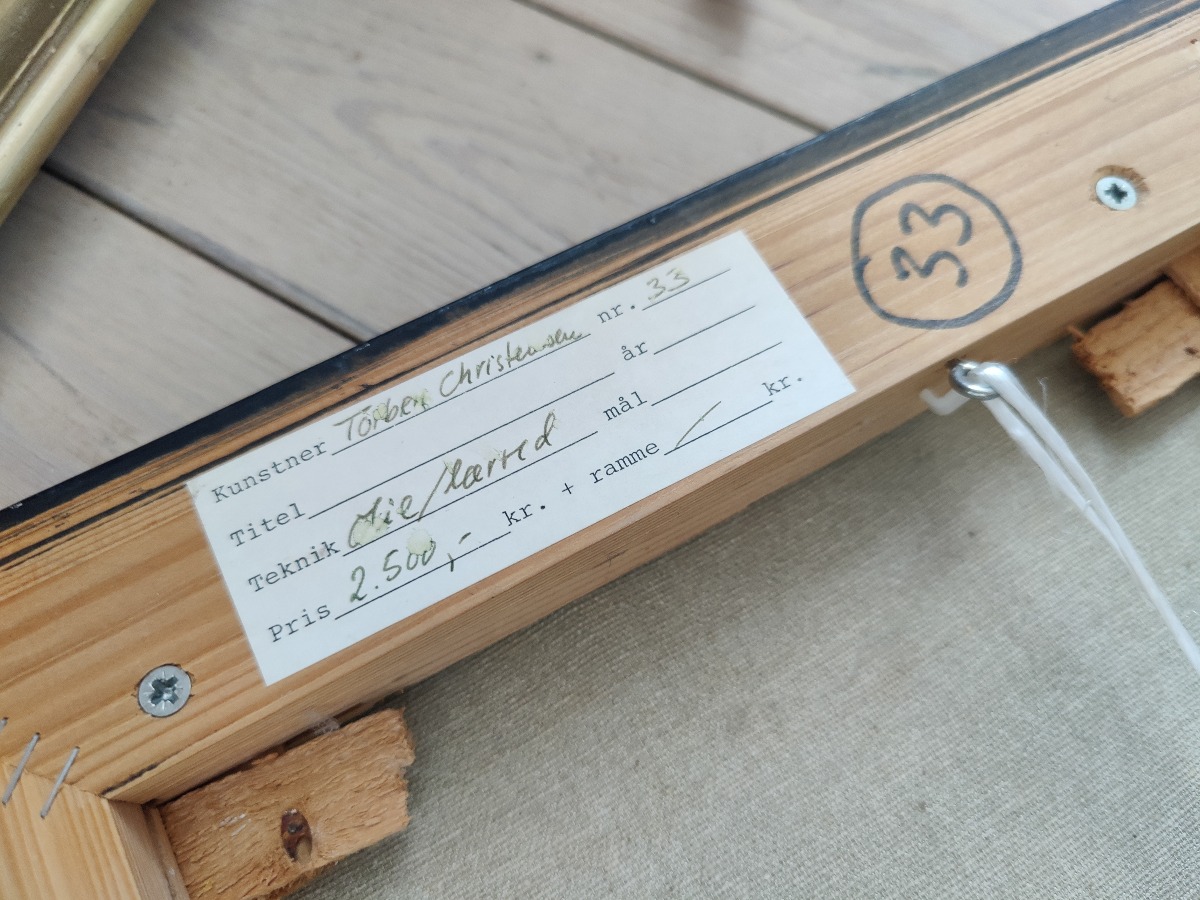 Kunstner Torben Christensen nr. 33
Titel år
Teknik Olie/lærred mål
Pris 2.500,- kr. + ramme / kr.
33